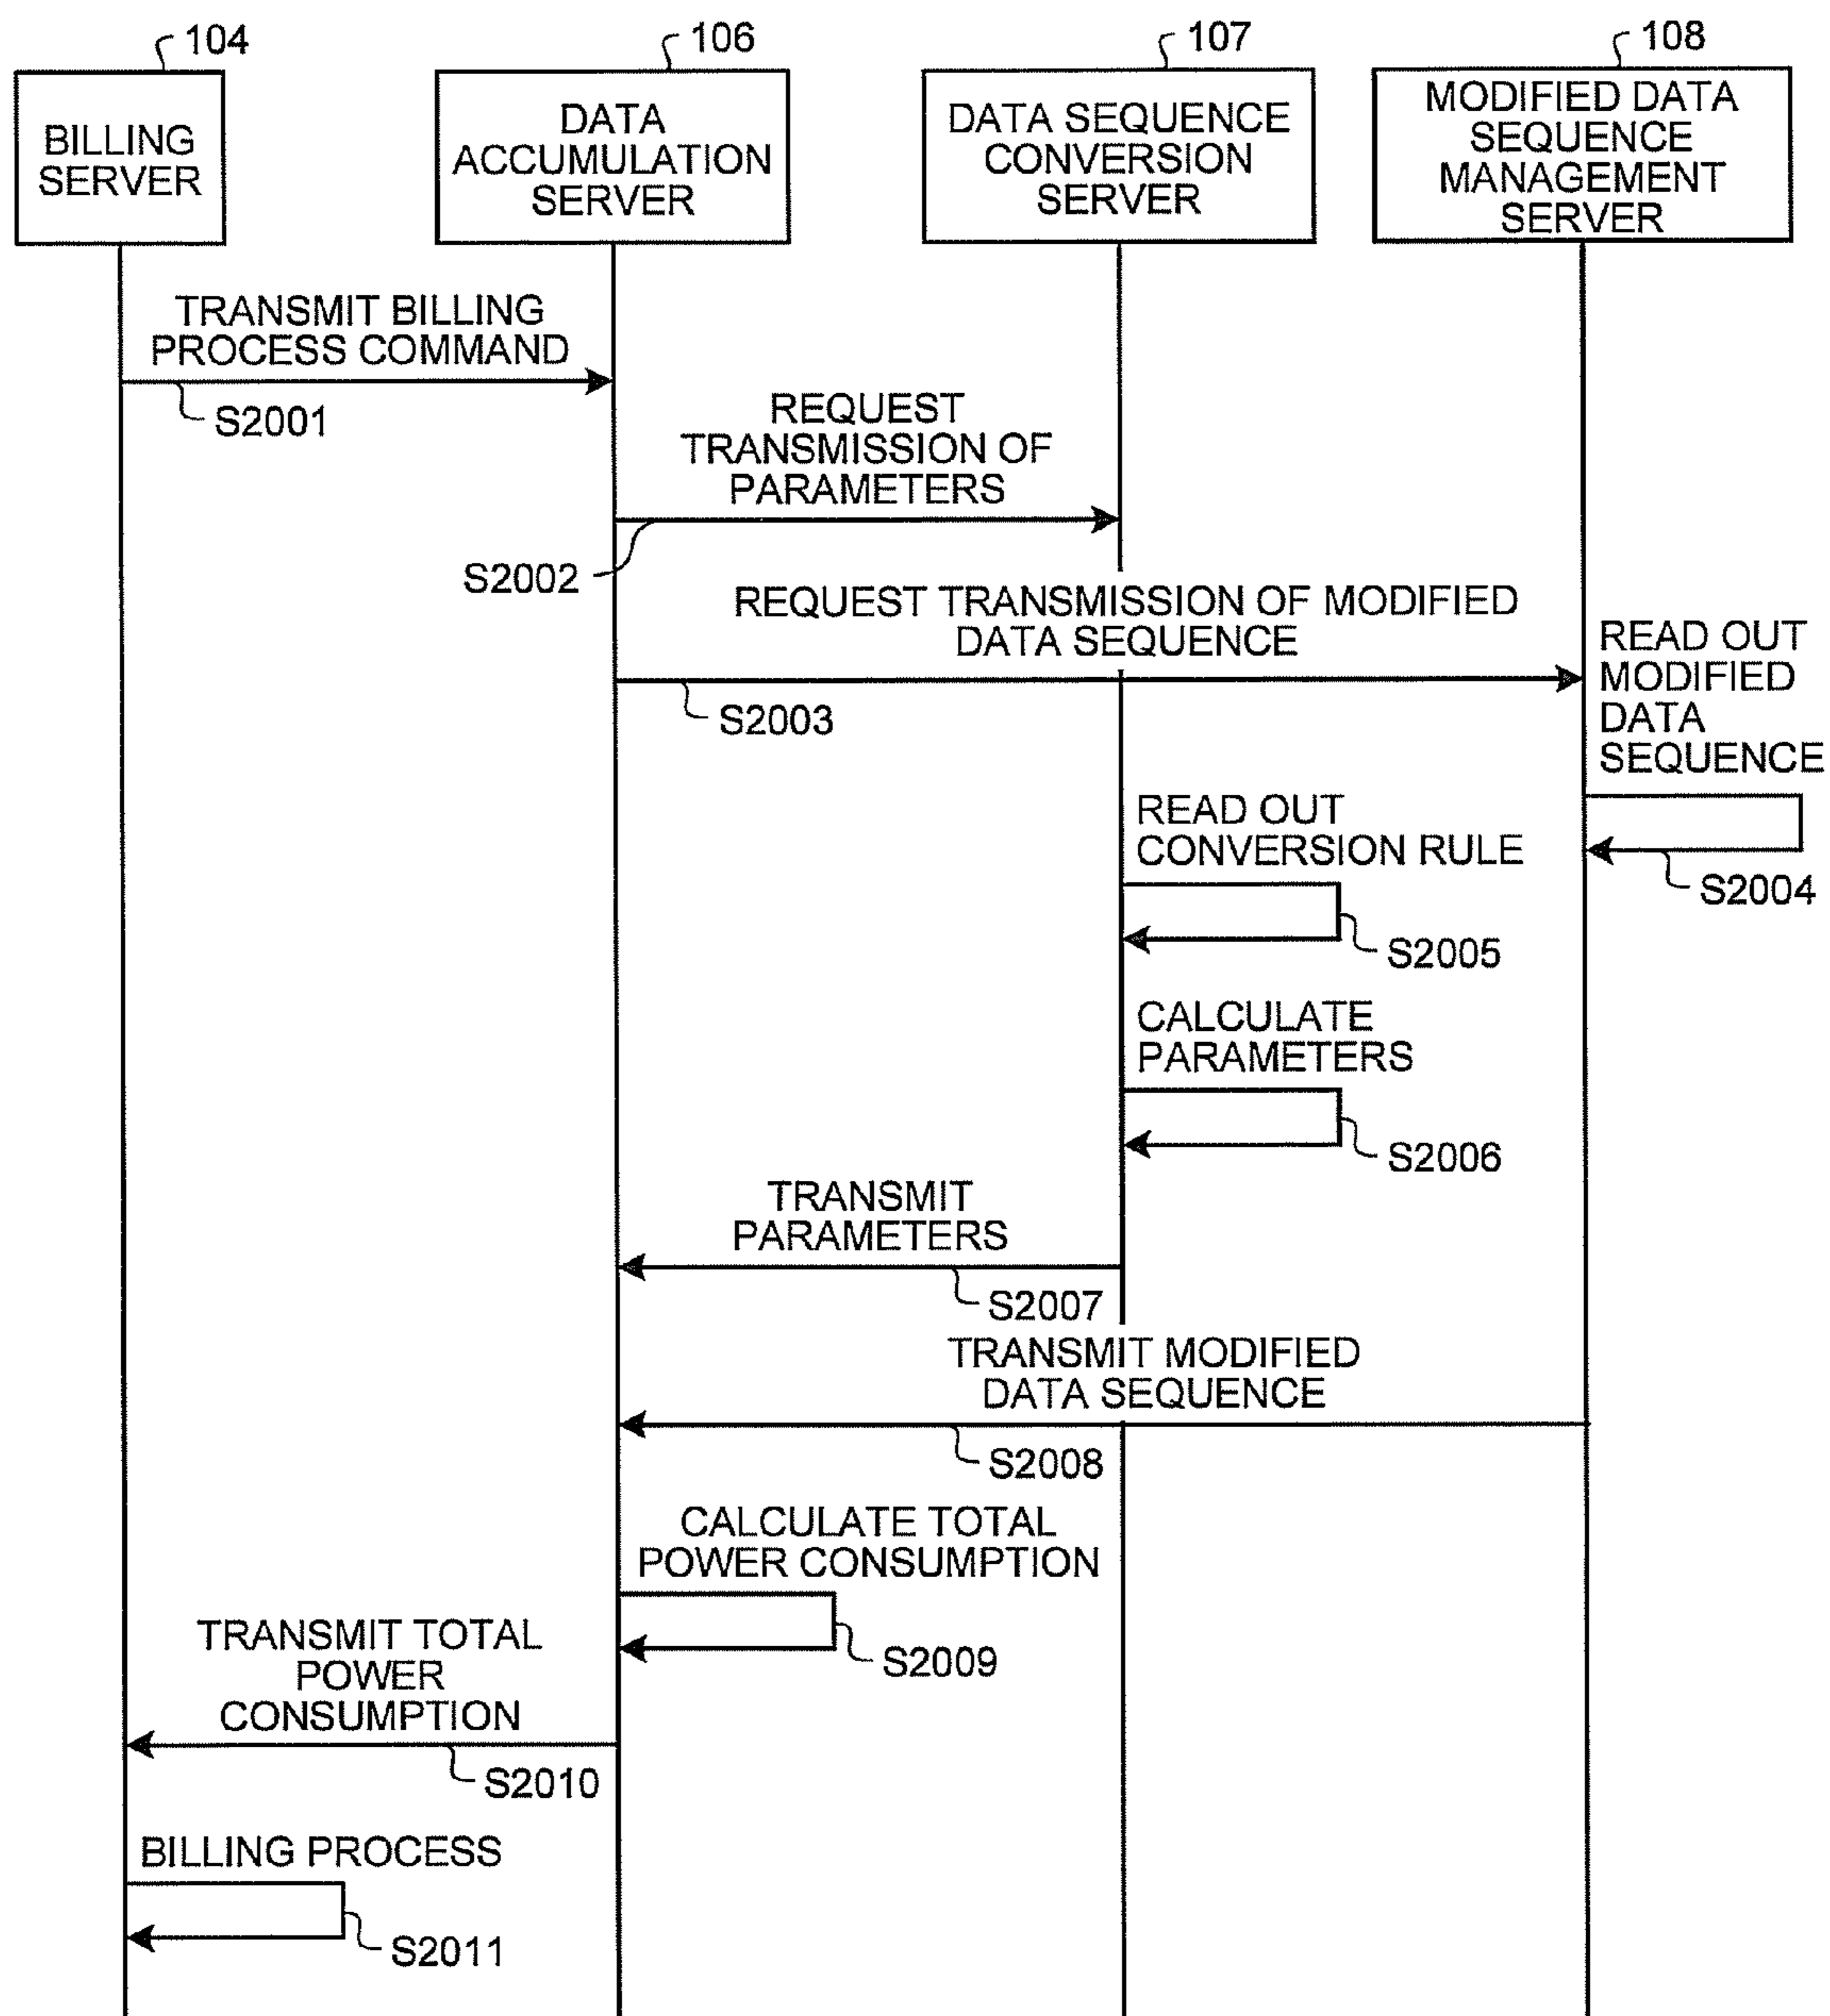 104
106
107
108
BILLING
SERVER
DATA
ACCUMULATION
SERVER
DATA SEQUENCE
CONVERSION
SERVER
MODIFIED DATA
SEQUENCE
MANAGEMENT
SERVER
TRANSMIT BILLING
PROCESS COMMAND
S2001
REQUEST
TRANSMISSION OF
PARAMETERS
S2002
REQUEST TRANSMISSION OF MODIFIED
DATA SEQUENCE
S2003
READ OUT
MODIFIED
DATA
SEQUENCE
S2004
READ OUT
CONVERSION RULE
S2005
CALCULATE
PARAMETERS
S2006
TRANSMIT
PARAMETERS
S2007
TRANSMIT MODIFIED
DATA SEQUENCE
S2008
CALCULATE TOTAL
POWER CONSUMPTION
S2009
TRANSMIT TOTAL
POWER
CONSUMPTION
S2010
BILLING PROCESS
S2011